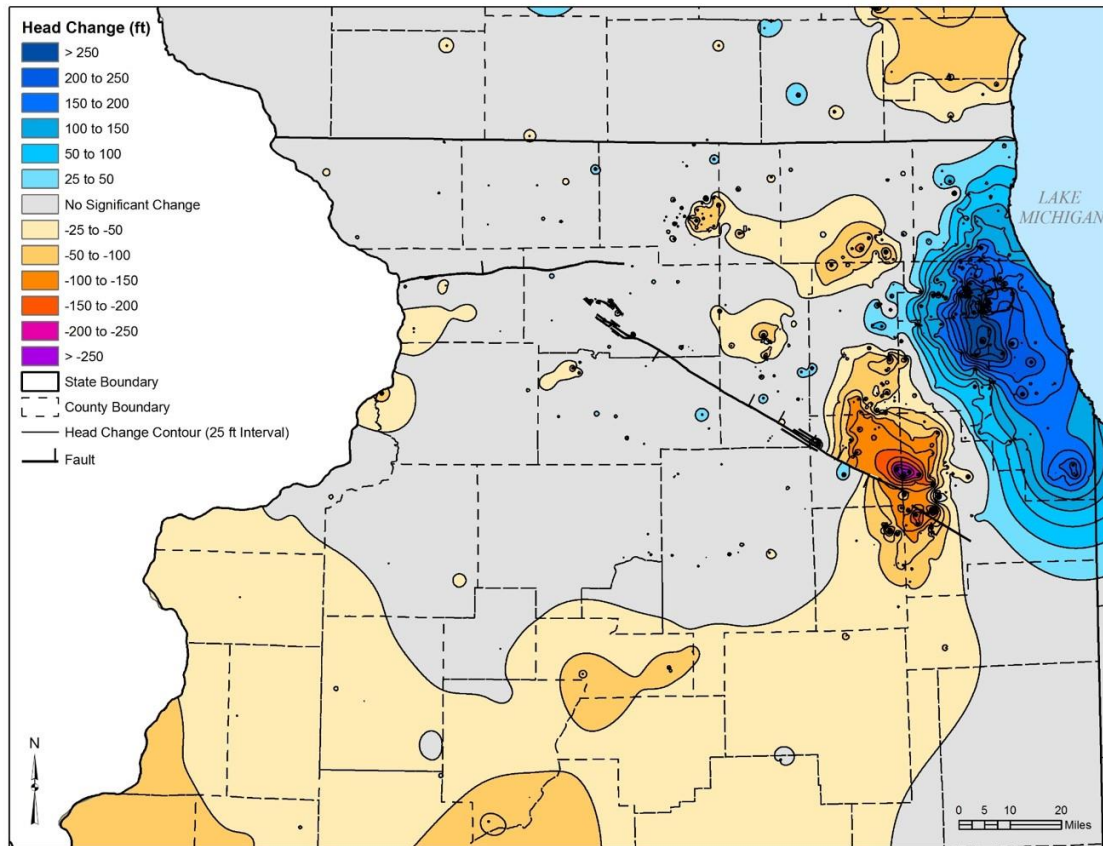 Head Change (ft)
> 250
200 to 250
150 to 200
100 to 150
50 to 100
25 to 50
No Significant Change
-25 to -50
-50 to -100
-100 to -150
-150 to -200
-200 to -250
> -250
State Boundary
County Boundary
Head Change Contour (25 ft Interval)
Fault
LAKE
MICHIGAN
N
0 5 10 20
Miles